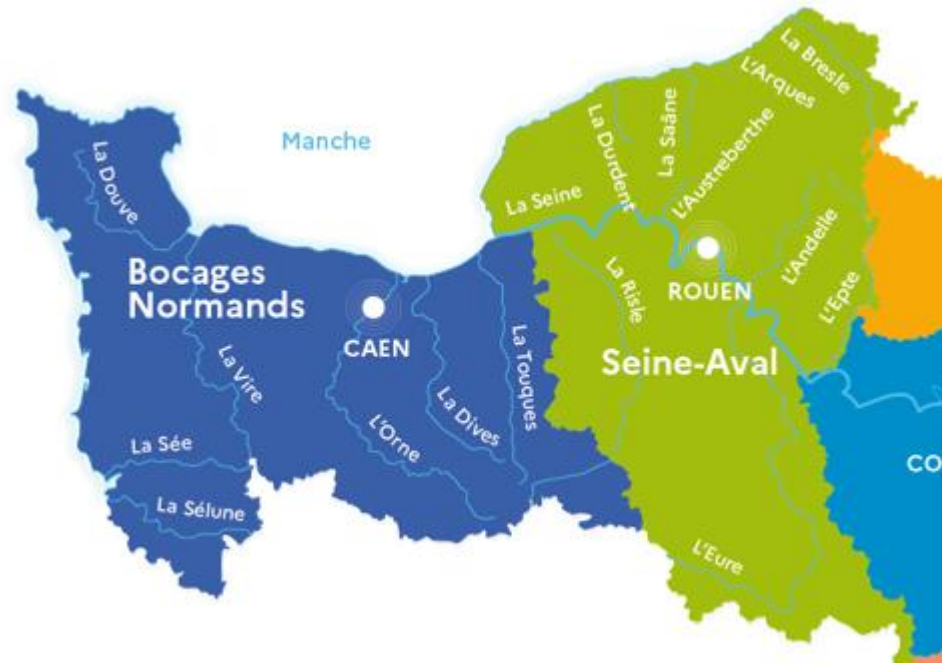 La Bresle
L'Arques
Manche
La Saâne
La Durdent
L'Austreberthe
La Douve
La Seine
L'Andelle
Bocages
Normands
La Risle
ROUEN
L'Epte
CAEN
La Touques
Seine-Aval
La Vire
La Dives
L'Orne
La Sée
CO
La Sélune
L'Eure